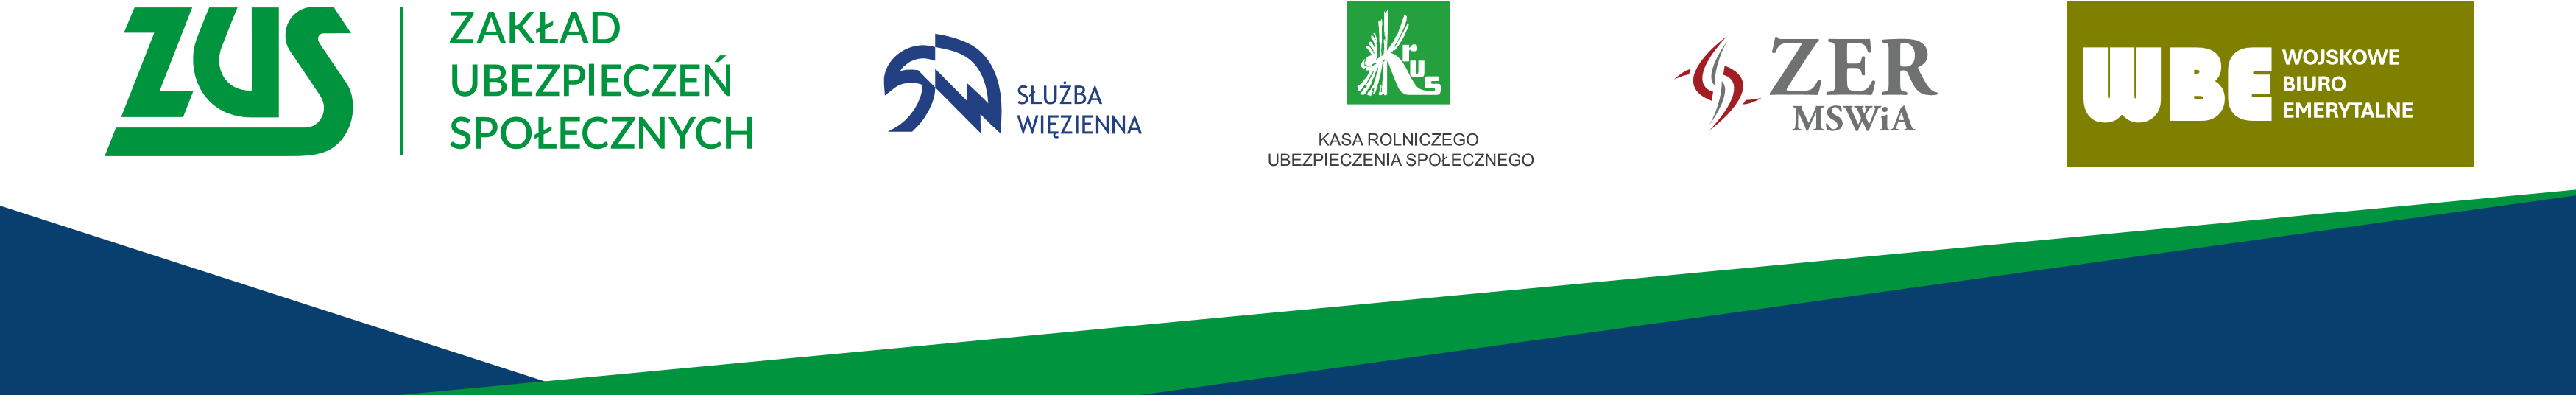 ZUS
ZAKŁAD
UBEZPIECZEŃ
SPOŁECZNYCH
SŁUŻBA
WIĘZIENNA
Krus
KASA ROLNICZEGO
UBEZPIECZENIA SPOŁECZNEGO
ZER
MSWiA
WBE
WOJSKOWE
BIURO
EMERYTALNE